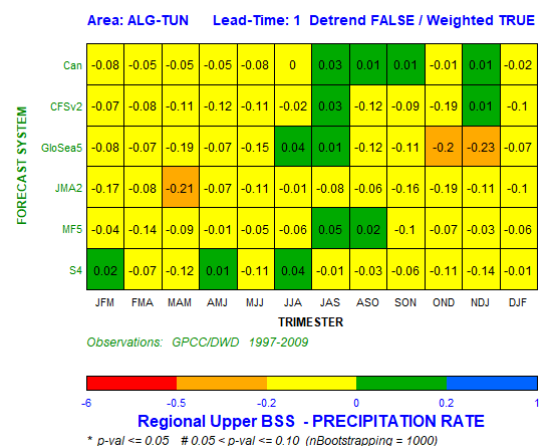 Area: ALG-TUN Lead-Time: 1 Detrend FALSE / Weighted TRUE
FORECAST SYSTEM
Can -0.08 -0.05 -0.05 -0.05 -0.08 0 0.03 0.01 0.01 -0.01 0.01 -0.02
CFSv2 -0.07 -0.08 -0.11 -0.12 -0.11 -0.02 0.03 -0.12 -0.09 -0.19 0.01 -0.1
GloSea5 -0.08 -0.07 -0.19 -0.07 -0.15 0.04 0.01 -0.12 -0.11 -0.2 -0.23 -0.07
JMA2 -0.17 -0.08 -0.21 -0.07 -0.11 -0.01 -0.08 -0.06 -0.16 -0.19 -0.11 -0.1
MF5 -0.04 -0.14 -0.09 -0.01 -0.05 -0.06 0.05 0.02 -0.1 -0.07 -0.03 -0.06
S4 0.02 -0.07 -0.12 0.01 -0.11 0.04 -0.01 -0.03 -0.06 -0.11 -0.14 -0.01
JFM FMA MAM AMJ MJJ JJA JAS ASO SON OND NDJ DJF
TRIMESTER
Observations: GPCC/DWD 1997-2009
-6 -0.5 -0.2 0 0.2 1
Regional Upper BSS - PRECIPITATION RATE
* p-val <= 0.05 # 0.05 < p-val <= 0.10 (nBootstrapping = 1000)